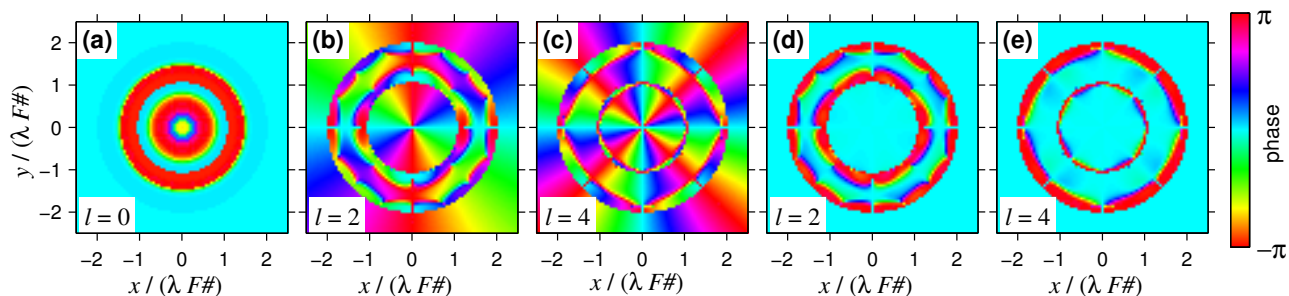 (a) (b) (c) (d) (e) π
2 1 0 −1 −2
y / (λ F#)
l = 0 l = 2 l = 4 l = 2 l = 4
phase
−π
−2 −1 0 1 2 −2 −1 0 1 2 −2 −1 0 1 2 −2 −1 0 1 2 −2 −1 0 1 2
x / (λ F#) x / (λ F#) x / (λ F#) x / (λ F#) x / (λ F#)